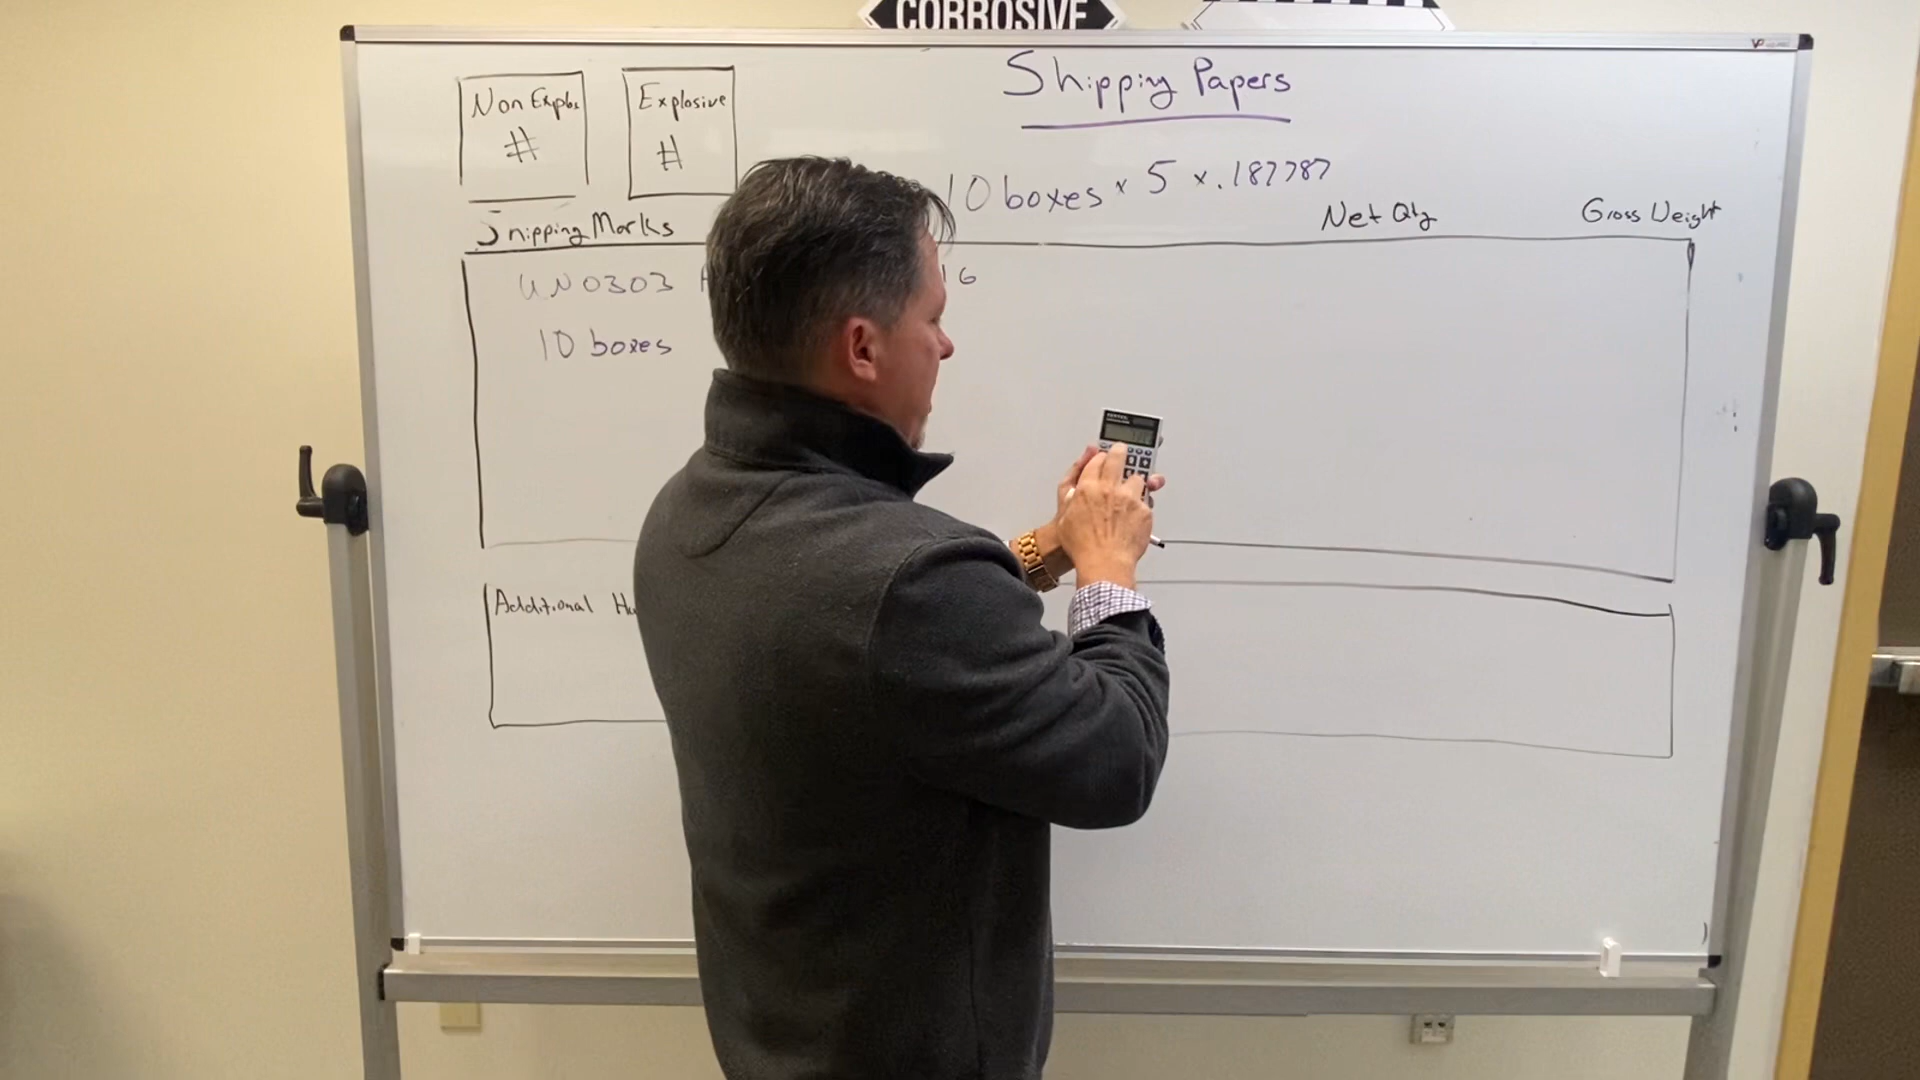 CORROSIVE
Shipping Papers
Non Explos
#
Explosive
#
10 boxes × 5 × .187787
Shipping Marks
Net Qty
Gross Weight
UN0303
16
10 boxes
Additional